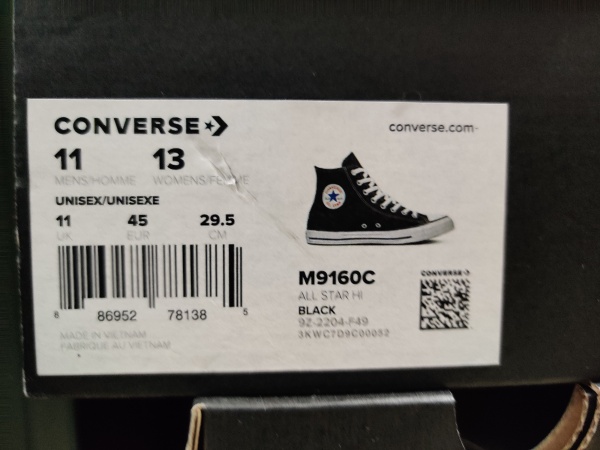 CONVERSE
converse.com
11 13
MENS/HOMME WOMENS/FEMME
UNISEX/UNISEXE
11 45 29.5
UK EUR CM
8 86952 78138 5
MADE IN VIETNAM
FABRIQUE AU VIETNAM
M9160C
ALL STAR HI
BLACK
9Z-2204-F49
3KWC7D9C00052
CONVERSE